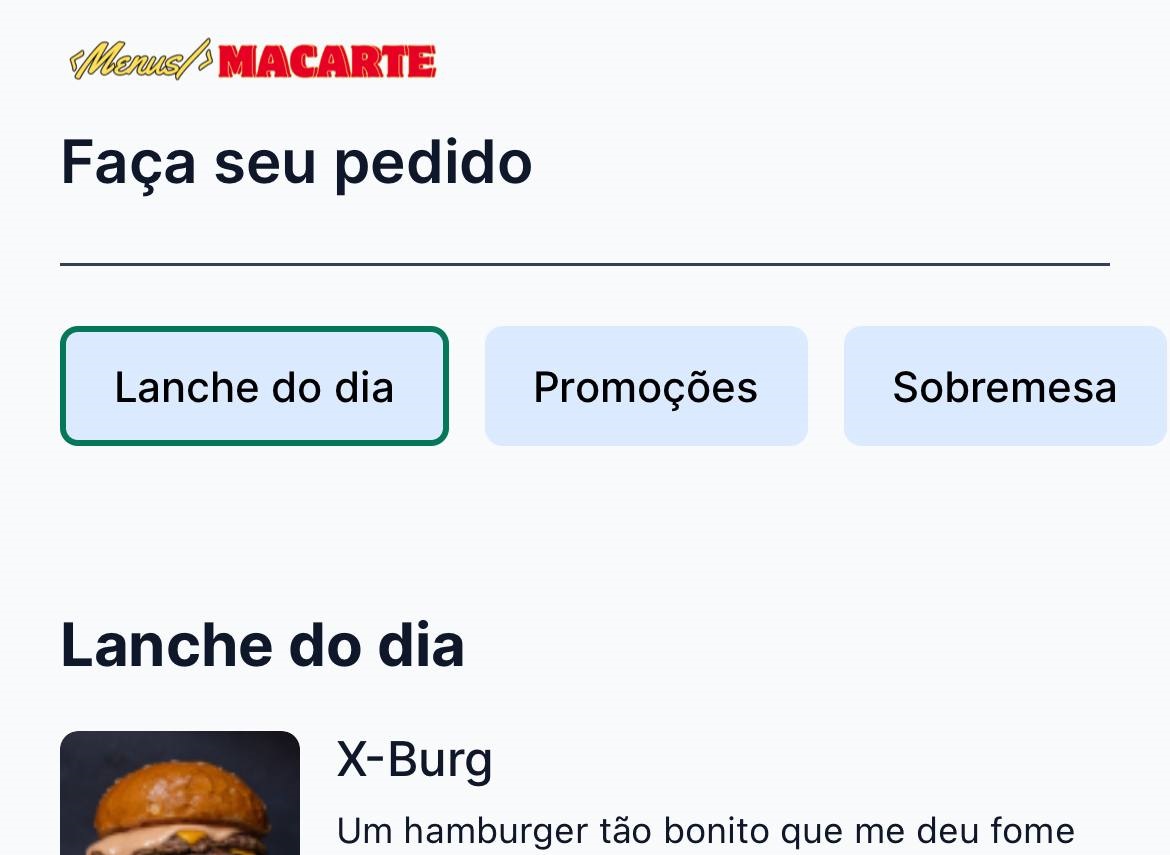 <Menus/> MACARTE
Faça seu pedido
Lanche do dia
Promoções
Sobremesa
Lanche do dia
X-Burg
Um hamburger tão bonito que me deu fome